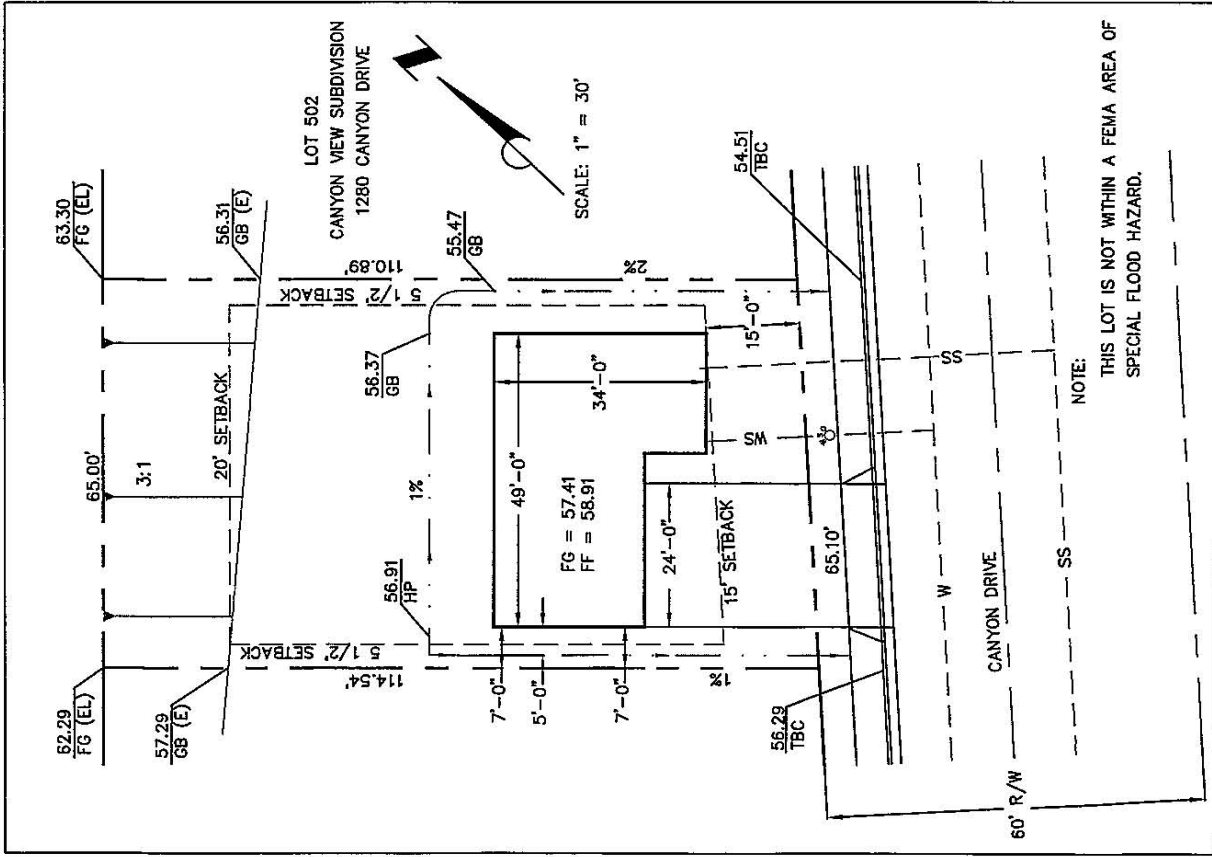 63.30
FG (EL)
65.00'
62.29
FG (EL)
3:1
20' SETBACK
56.31
GB (E)
57.29
GB (E)
LOT 502
CANYON VIEW SUBDIVISION
1280 CANYON DRIVE
SCALE: 1" = 30'
5 1/2' SETBACK
114.54'
5 1/2' SETBACK
110.89'
56.91
HP
1%
56.37
GB
55.47
GB
49'-0"
34'-0"
FG = 57.41
FF = 58.91
7'-0"
5'-0"
7'-0"
1%
2%
24'-0"
15' SETBACK
15'-0"
65.10'
WS
SS
54.51
TBC
56.29
TBC
W
CANYON DRIVE
SS
60' R/W
NOTE:
THIS LOT IS NOT WITHIN A FEMA AREA OF
SPECIAL FLOOD HAZARD.